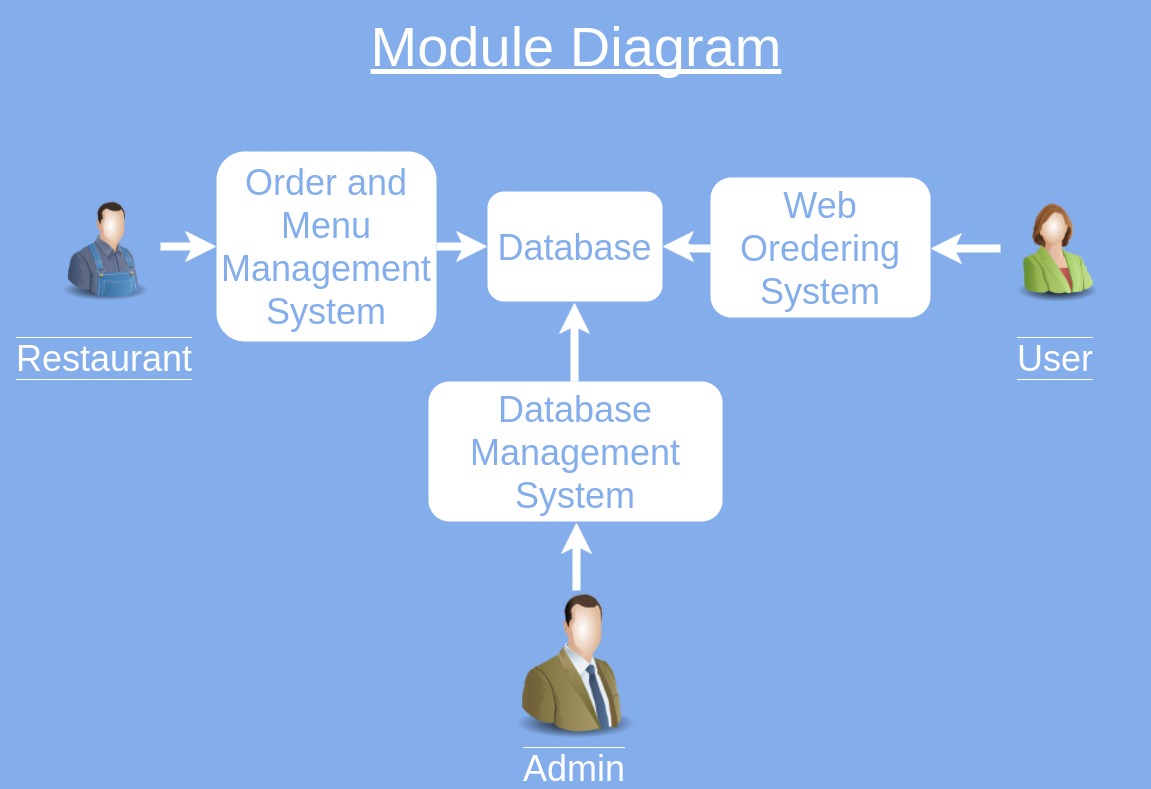 Module Diagram
Order and
Menu
Management
System
Database
Web
Oredering
System
Restaurant
User
Database
Management
System
Admin